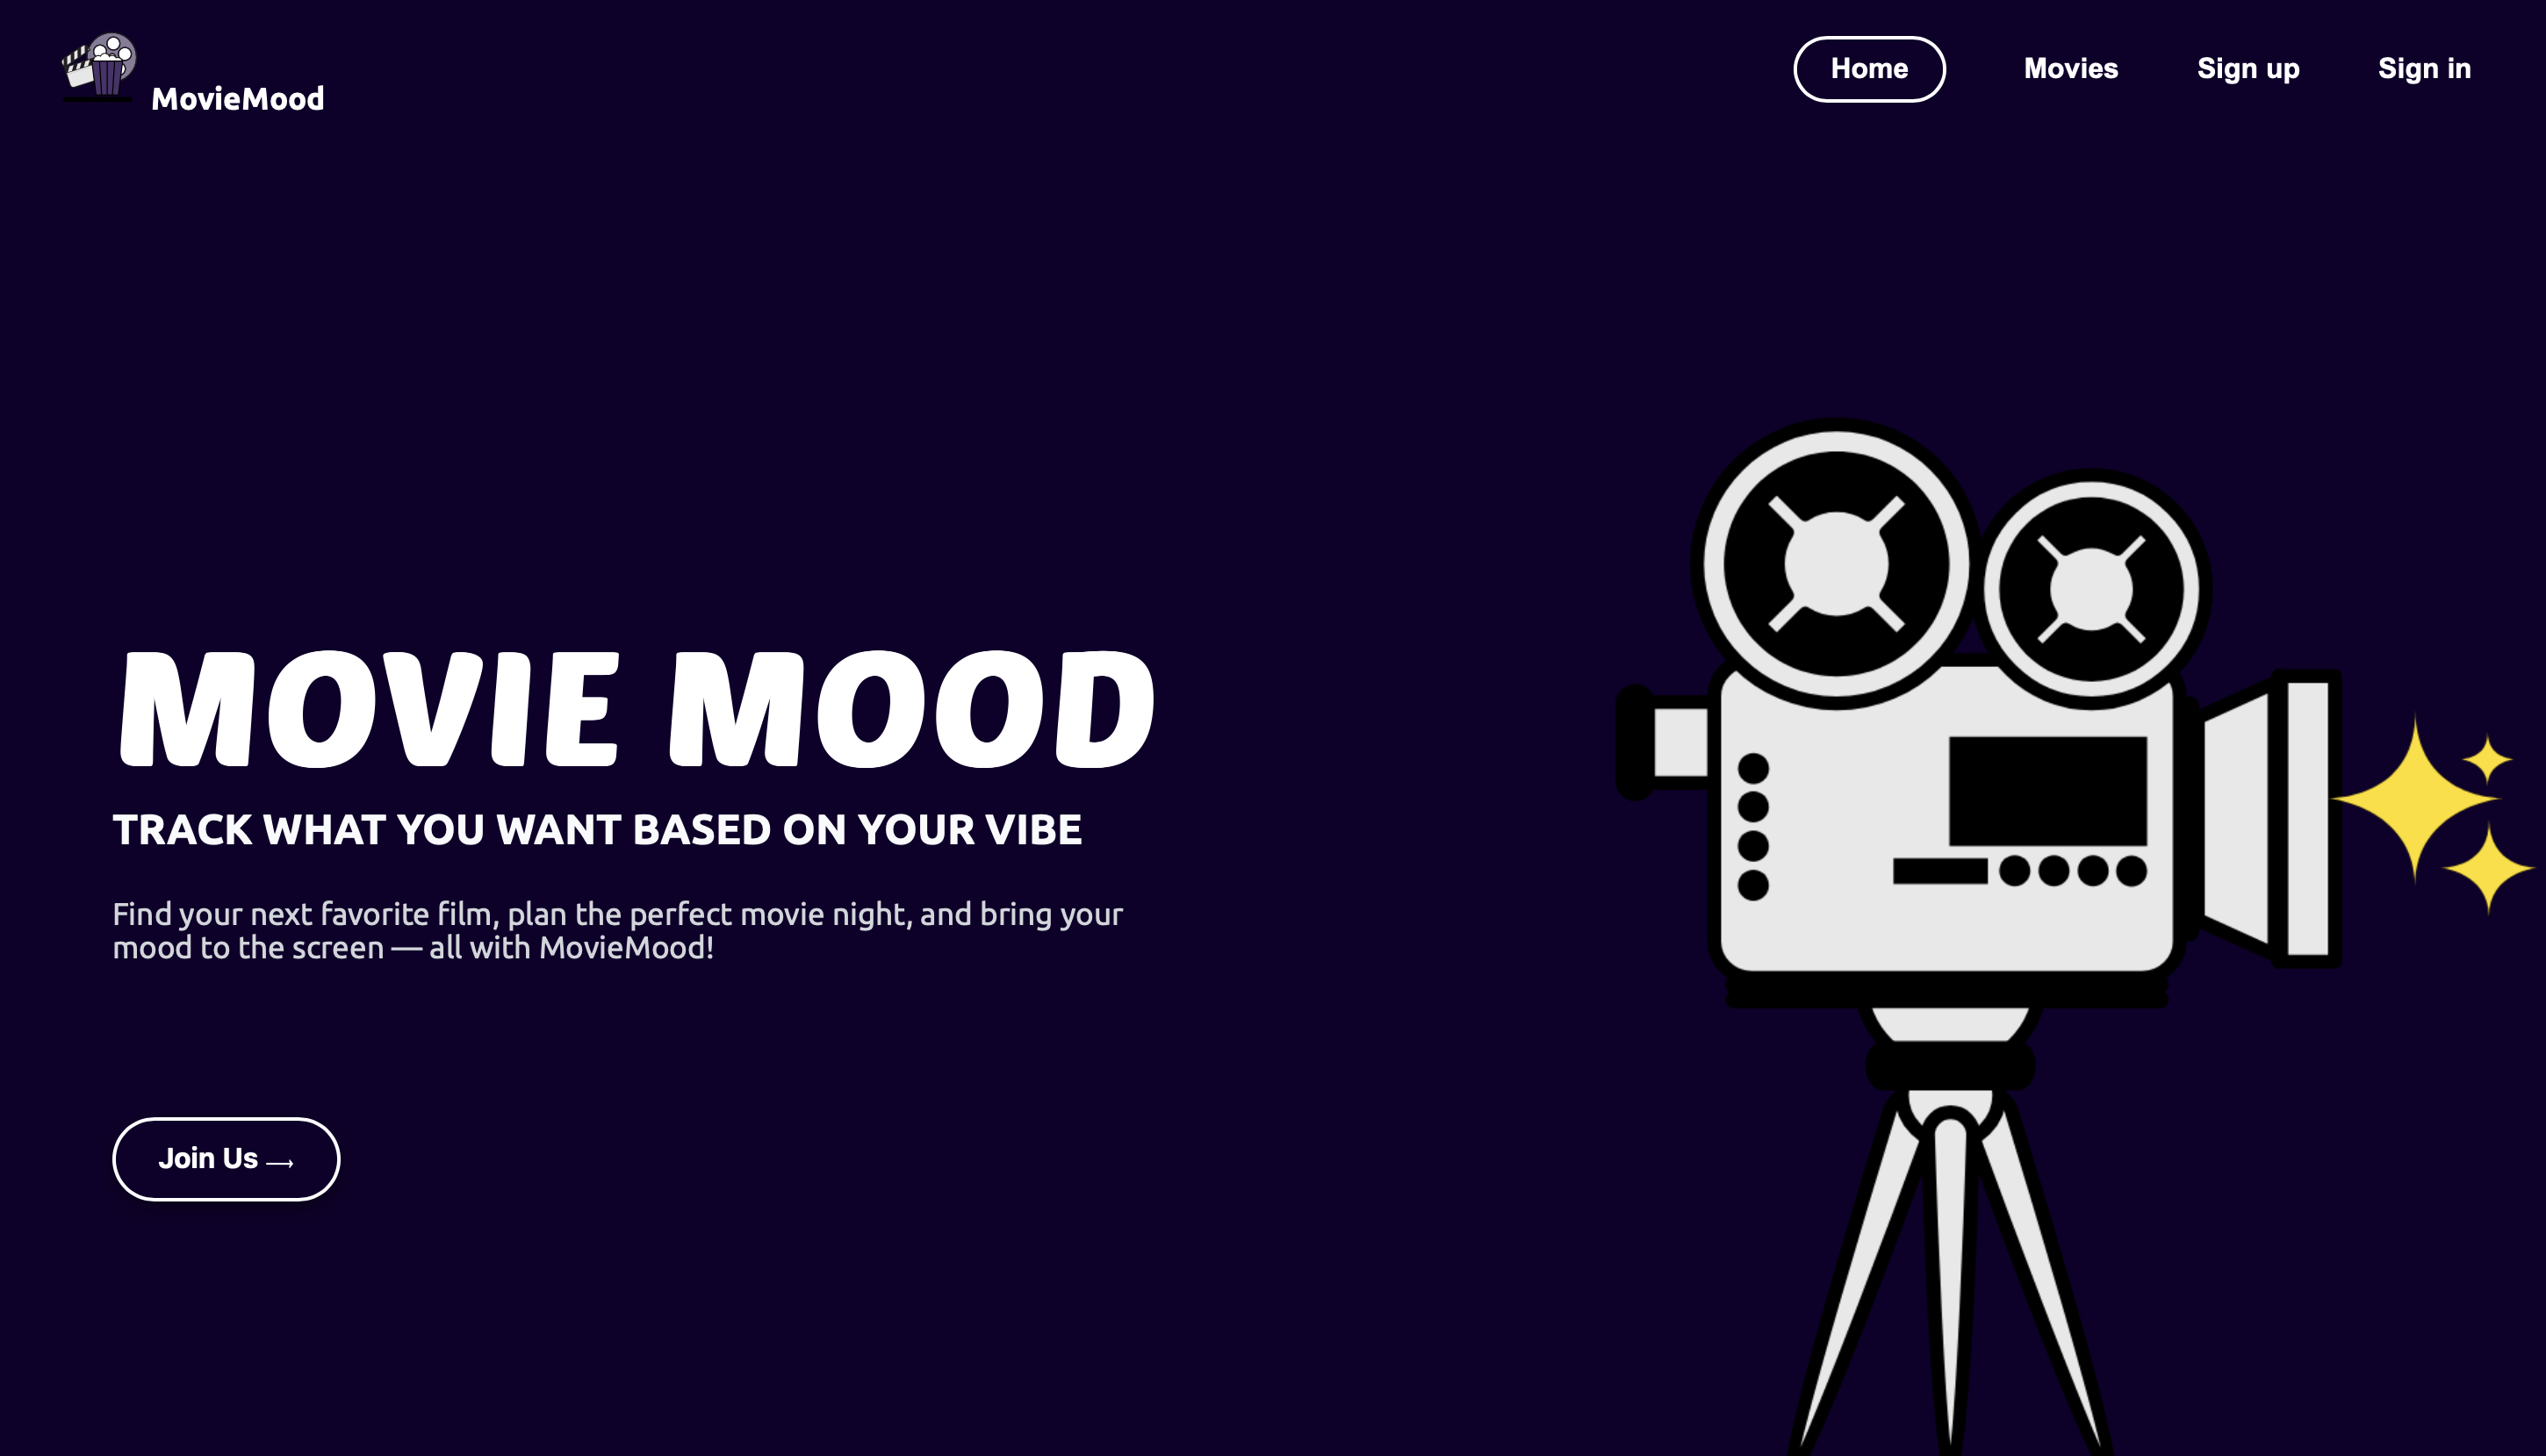 MovieMood
Home
Movies
Sign up
Sign in
MOVIE MOOD
TRACK WHAT YOU WANT BASED ON YOUR VIBE
Find your next favorite film, plan the perfect movie night, and bring your
mood to the screen — all with MovieMood!
Join Us →